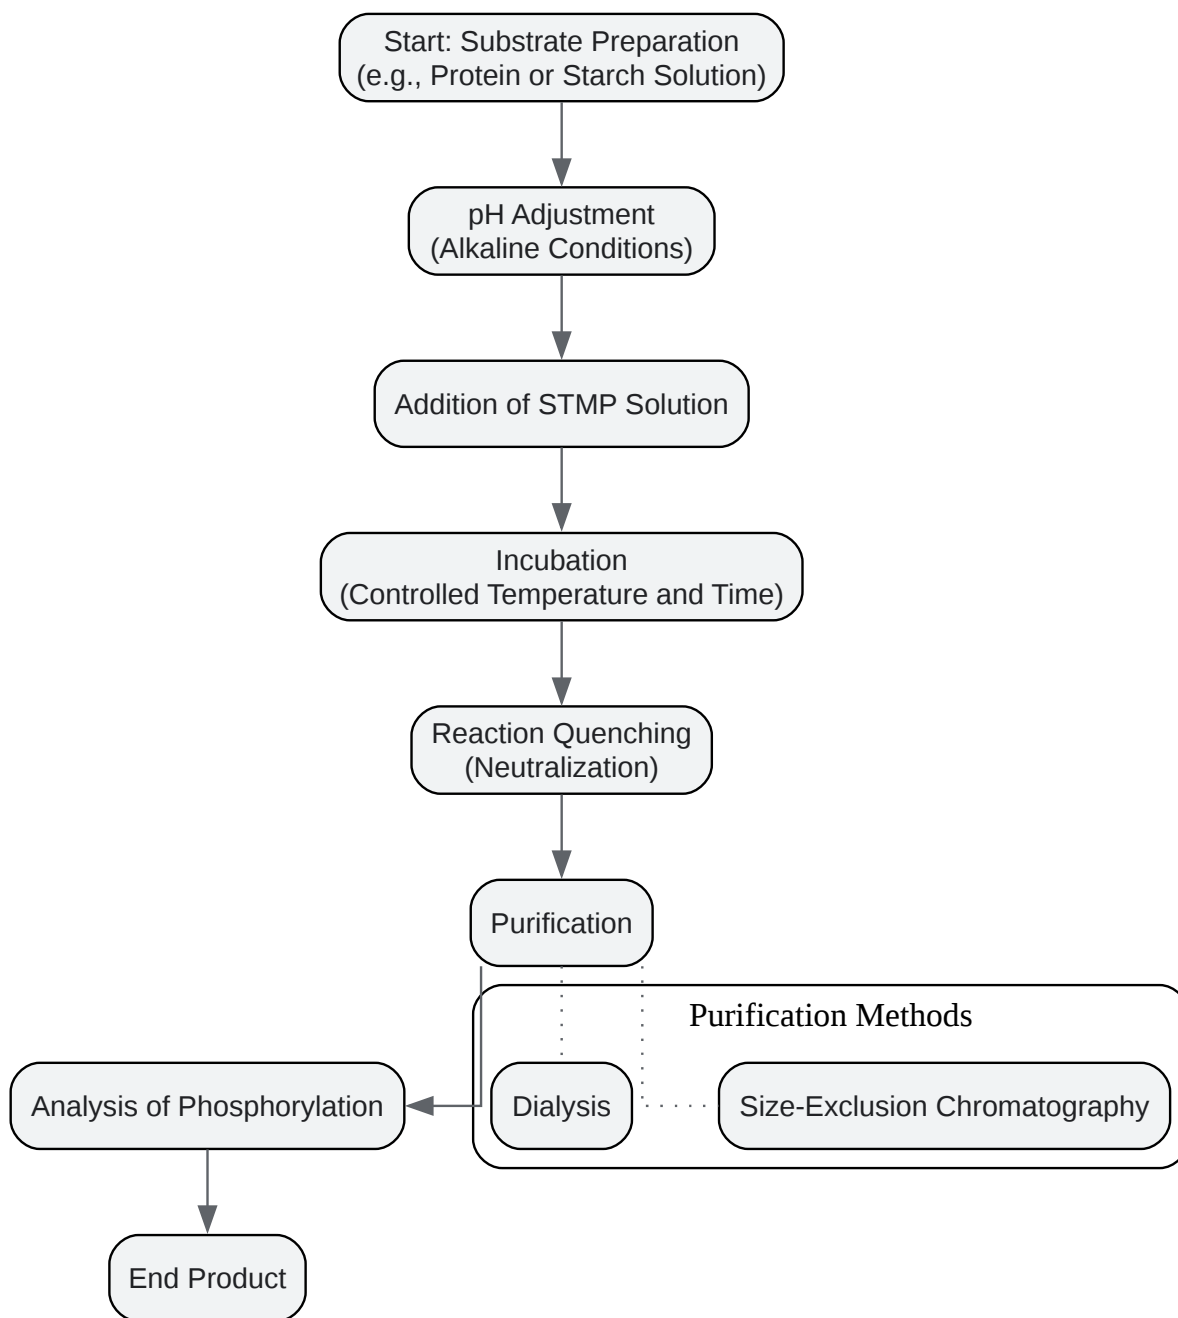 Start: Substrate Preparation
(e.g., Protein or Starch Solution)
pH Adjustment
(Alkaline Conditions)
Addition of STMP Solution
Incubation
(Controlled Temperature and Time)
Reaction Quenching
(Neutralization)
Purification
Purification Methods
Analysis of Phosphorylation
Dialysis
Size-Exclusion Chromatography
End Product